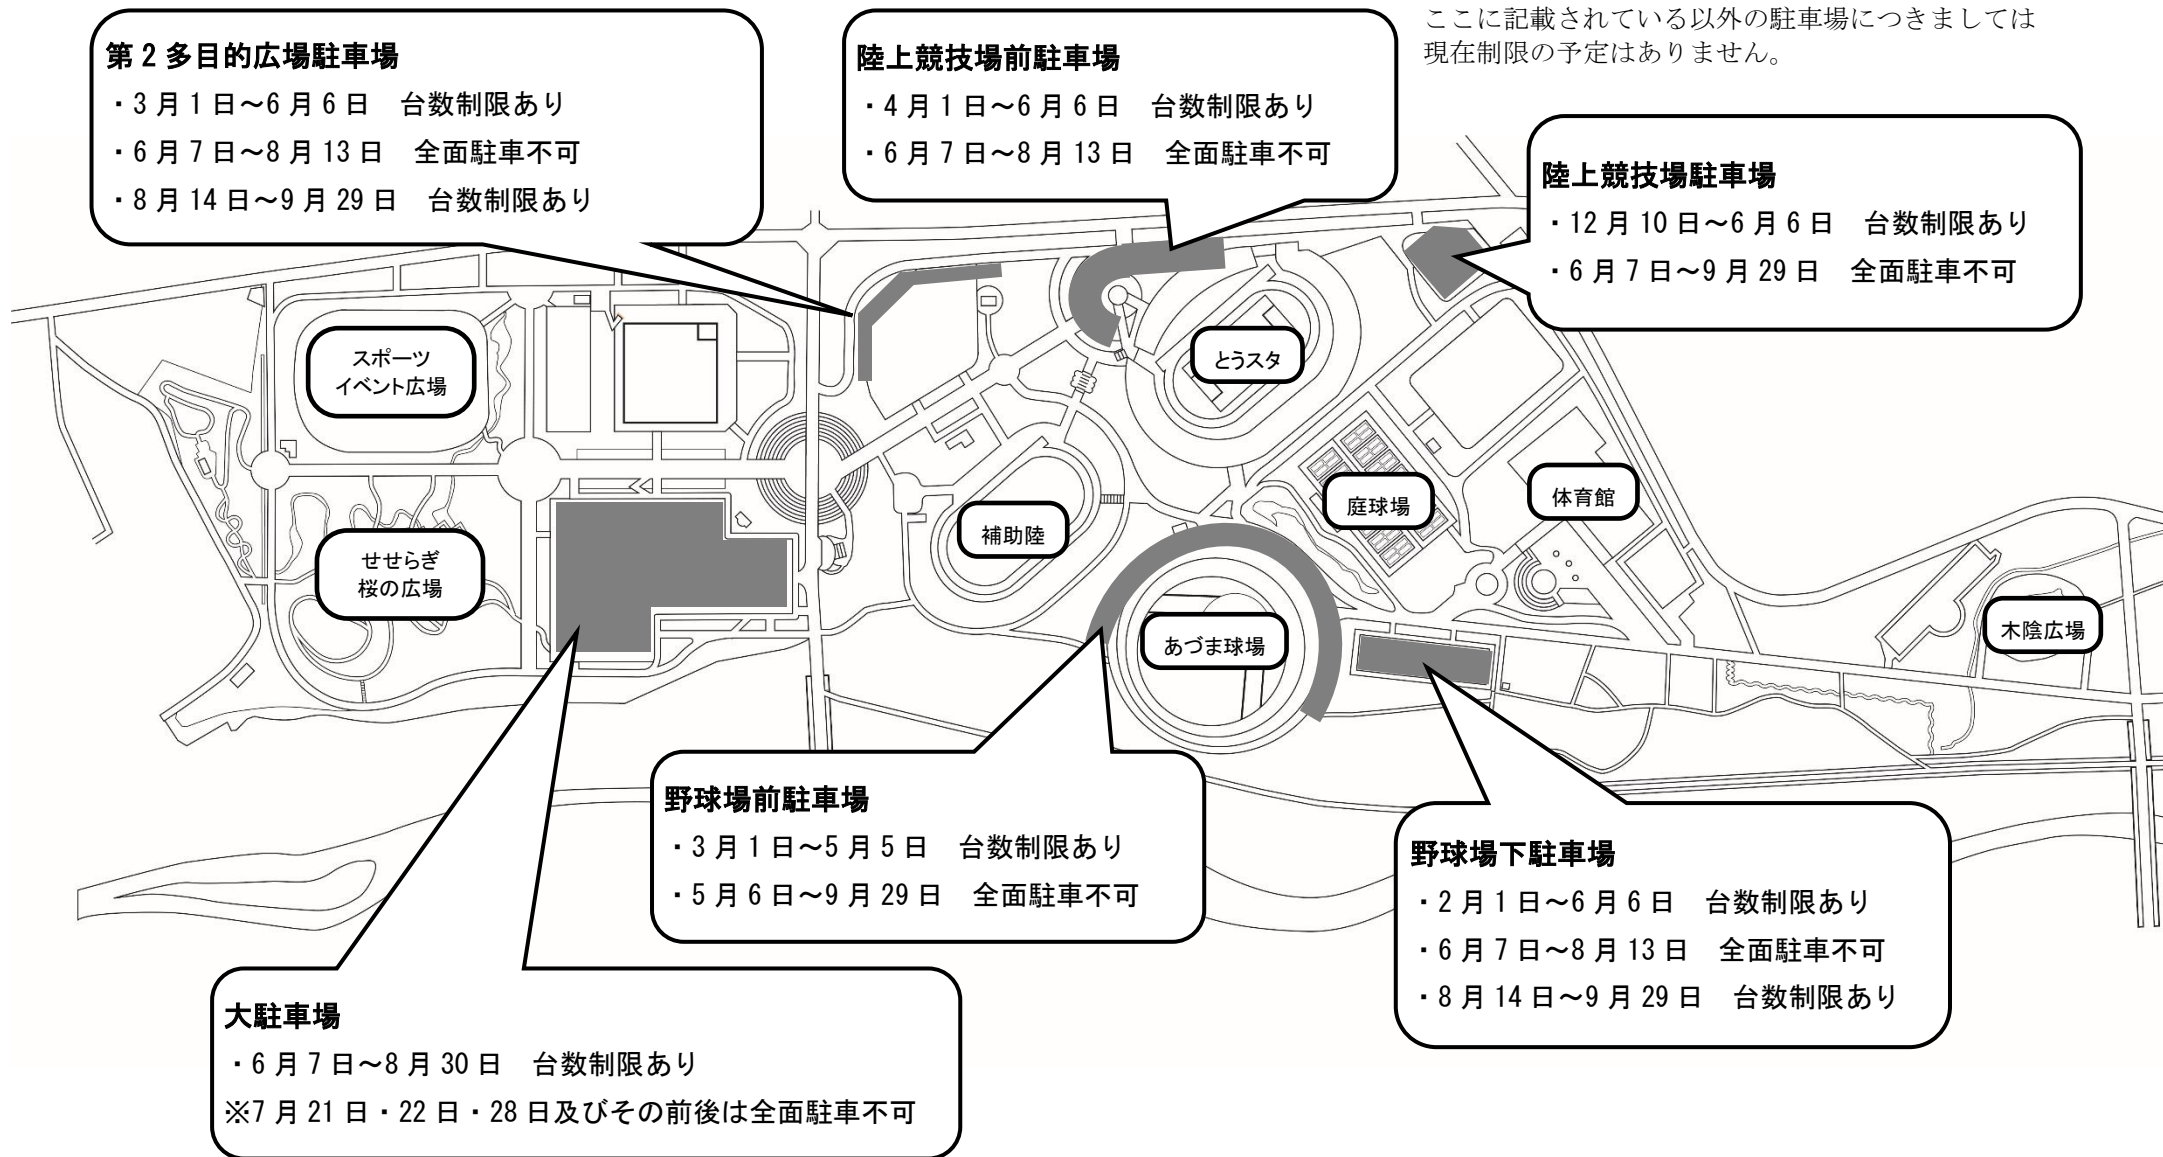 ここに記載されている以外の駐車場につきましては
現在制限の予定はありません。
第2多目的広場駐車場
・3月1日～6月6日　台数制限あり
・6月7日～8月13日　全面駐車不可
・8月14日～9月29日　台数制限あり
陸上競技場前駐車場
・4月1日～6月6日　台数制限あり
・6月7日～8月13日　全面駐車不可
陸上競技場駐車場
・12月10日～6月6日　台数制限あり
・6月7日～9月29日　全面駐車不可
スポーツ
イベント広場
とうスタ
せせらぎ
桜の広場
補助陸
庭球場
体育館
あづま球場
木陰広場
野球場前駐車場
・3月1日～5月5日　台数制限あり
・5月6日～9月29日　全面駐車不可
野球場下駐車場
・2月1日～6月6日　台数制限あり
・6月7日～8月13日　全面駐車不可
・8月14日～9月29日　台数制限あり
大駐車場
・6月7日～8月30日　台数制限あり
※7月21日・22日・28日及びその前後は全面駐車不可